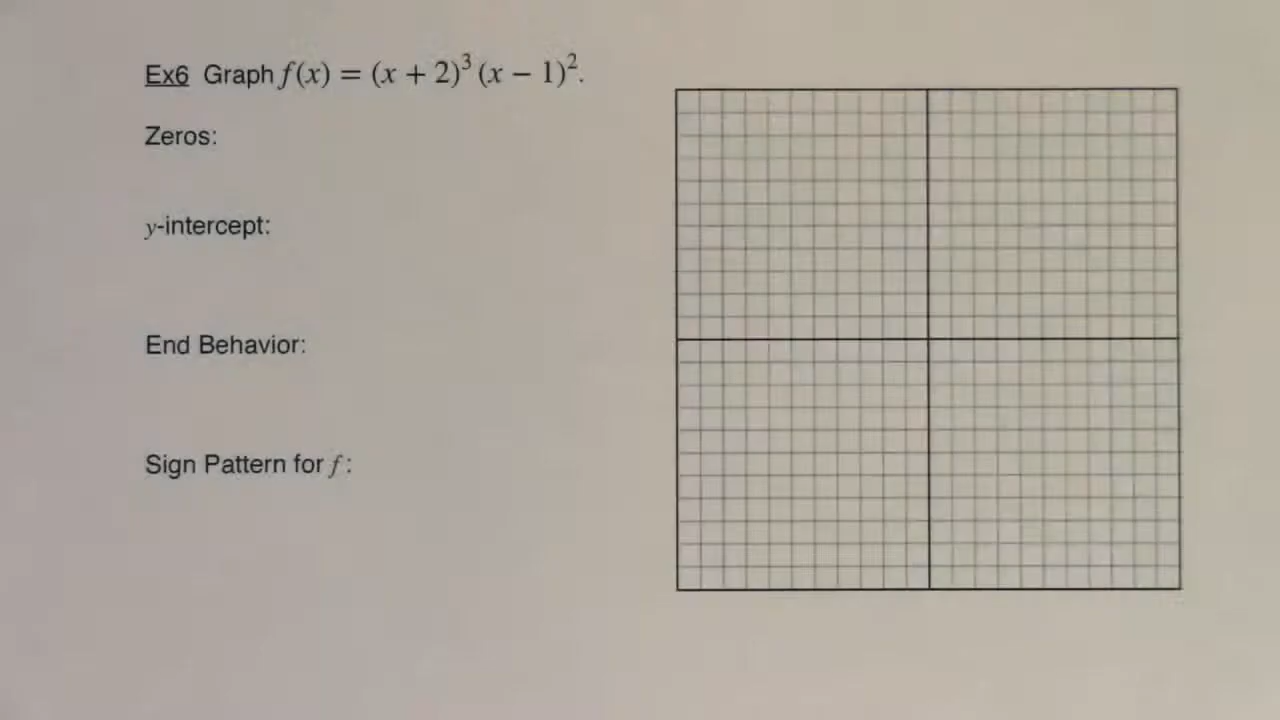 Ex6 Graph f(x) = (x + 2)³ (x − 1)².
Zeros:
y-intercept:
End Behavior:
Sign Pattern for f: